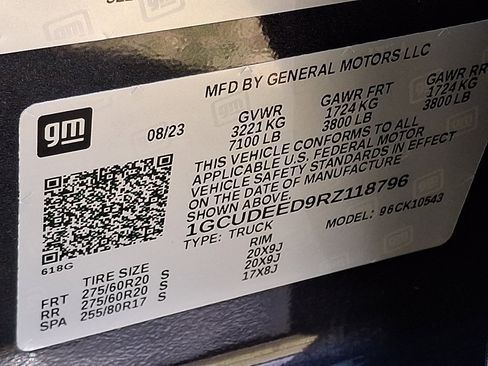 gm
MFD BY GENERAL MOTORS LLC
08/23
GVWR GAWR FRT GAWR RR
3221 KG 1724 KG 1724 KG
7100 LB 3800 LB 3800 LB
THIS VEHICLE CONFORMS TO ALL
APPLICABLE U.S. FEDERAL MOTOR
VEHICLE SAFETY STANDARDS IN EFFECT
ON THE DATE OF MANUFACTURE
SHOWN ABOVE.
1GCUDEED9RZ118796
TYPE: TRUCK MODEL: 96CK10543
618G
TIRE SIZE RIM
FRT 275/60R20 S 20X9J
RR 275/60R20 S 20X9J
SPA 255/80R17 S 17X8J